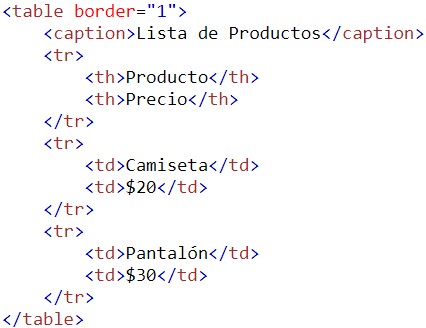 <table border="1">
    <caption>Lista de Productos</caption>
    <tr>
        <th>Producto</th>
        <th>Precio</th>
    </tr>
    <tr>
        <td>Camiseta</td>
        <td>$20</td>
    </tr>
    <tr>
        <td>Pantalón</td>
        <td>$30</td>
    </tr>
</table>